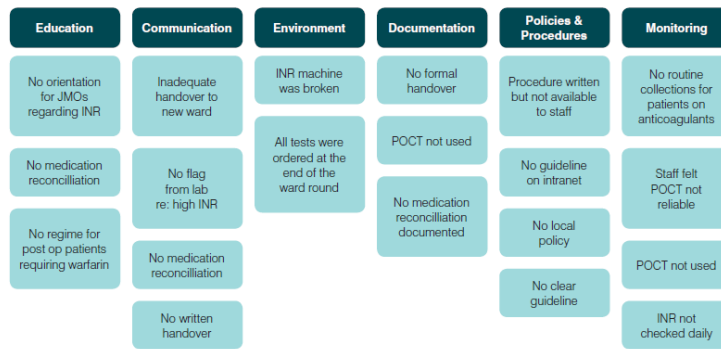 Education
No orientation
for JMOs
regarding INR
No medication
reconcilliation
No regime for
post op patients
requiring warfarin
Communication
Inadequate
handover to
new ward
No flag
from lab
re: high INR
No medication
reconcilliation
No written
handover
Environment
INR machine
was broken
All tests were
ordered at the
end of the
ward round
Documentation
No formal
handover
POCT not used
No medication
reconcilliation
documented
Policies &
Procedures
Procedure written
but not available
to staff
No guideline
on intranet
No local
policy
No clear
guideline
Monitoring
No routine
collections for
patients on
anticoagulants
Staff felt
POCT not
reliable
POCT not used
INR not
checked daily